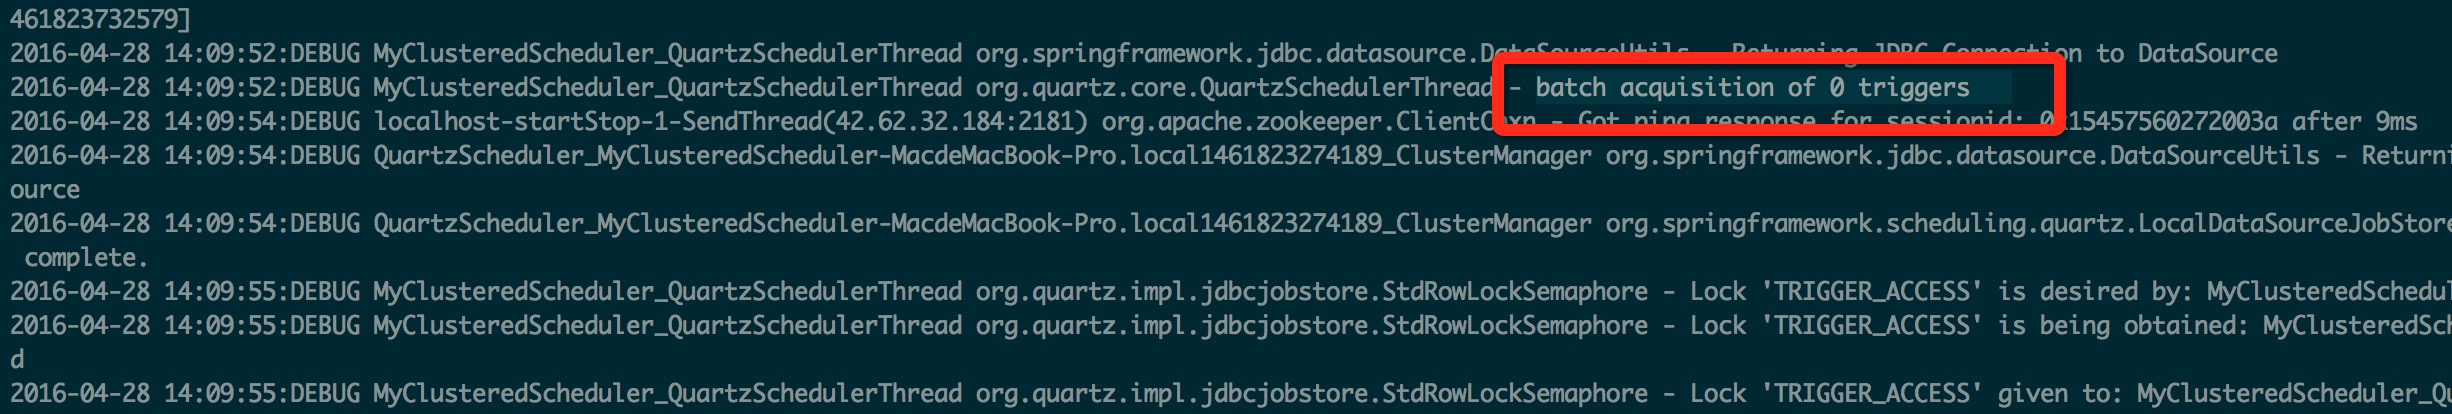 461823732579]
2016-04-28 14:09:52:DEBUG MyClusteredScheduler_QuartzSchedulerThread org.springframework.jdbc.datasource.DataSourceUtils - Returning JDBC Connection to DataSource
2016-04-28 14:09:52:DEBUG MyClusteredScheduler_QuartzSchedulerThread org.quartz.core.QuartzSchedulerThread - batch acquisition of 0 triggers
2016-04-28 14:09:54:DEBUG localhost-startStop-1-SendThread(42.62.32.184:2181) org.apache.zookeeper.ClientCnxn - Got ping response for sessionid: 0x15457560272003a after 9ms
2016-04-28 14:09:54:DEBUG QuartzScheduler_MyClusteredScheduler-MacdeMacBook-Pro.local1461823274189_ClusterManager org.springframework.jdbc.datasource.DataSourceUtils - Returni
ource
2016-04-28 14:09:54:DEBUG QuartzScheduler_MyClusteredScheduler-MacdeMacBook-Pro.local1461823274189_ClusterManager org.springframework.scheduling.quartz.LocalDataSourceJobStore
complete.
2016-04-28 14:09:55:DEBUG MyClusteredScheduler_QuartzSchedulerThread org.quartz.impl.jdbcjobstore.StdRowLockSemaphore - Lock 'TRIGGER_ACCESS' is desired by: MyClusteredSchedul
2016-04-28 14:09:55:DEBUG MyClusteredScheduler_QuartzSchedulerThread org.quartz.impl.jdbcjobstore.StdRowLockSemaphore - Lock 'TRIGGER_ACCESS' is being obtained: MyClusteredSch
d
2016-04-28 14:09:55:DEBUG MyClusteredScheduler_QuartzSchedulerThread org.quartz.impl.jdbcjobstore.StdRowLockSemaphore - Lock 'TRIGGER_ACCESS' given to: MyClusteredScheduler_Qu